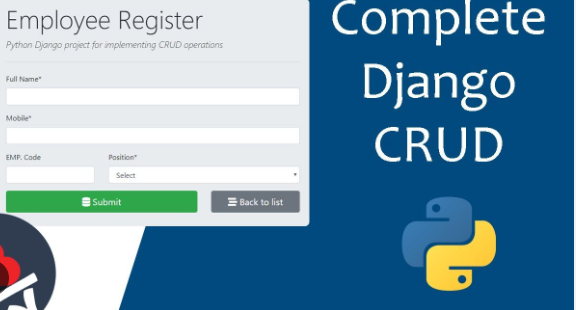 Employee Register
Python Django project for implementing CRUD operations
Full Name*
Mobile*
EMP. Code
Position*
Select
Submit
Back to list
Complete
Django
CRUD